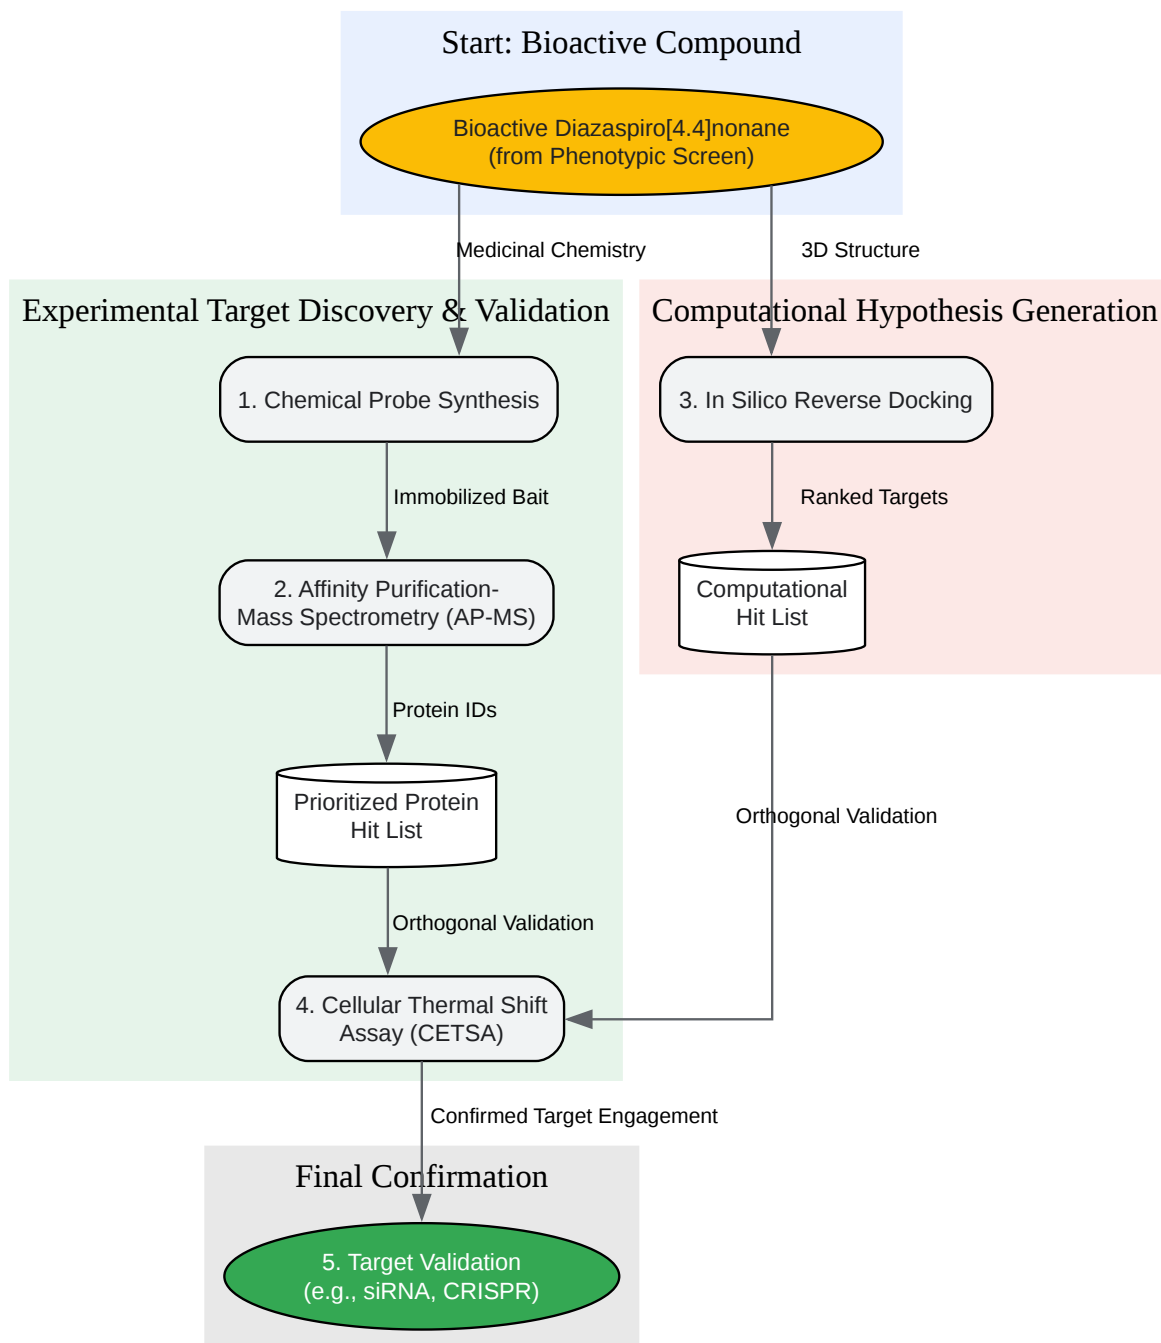 Start: Bioactive Compound
Bioactive Diazaspiro[4.4]nonane
(from Phenotypic Screen)
Medicinal Chemistry
3D Structure
Experimental Target Discovery & Validation
Computational Hypothesis Generation
1. Chemical Probe Synthesis
3. In Silico Reverse Docking
Immobilized Bait
Ranked Targets
2. Affinity Purification-
Mass Spectrometry (AP-MS)
Computational
Hit List
Protein IDs
Prioritized Protein
Hit List
Orthogonal Validation
Orthogonal Validation
4. Cellular Thermal Shift
Assay (CETSA)
Confirmed Target Engagement
Final Confirmation
5. Target Validation
(e.g., siRNA, CRISPR)